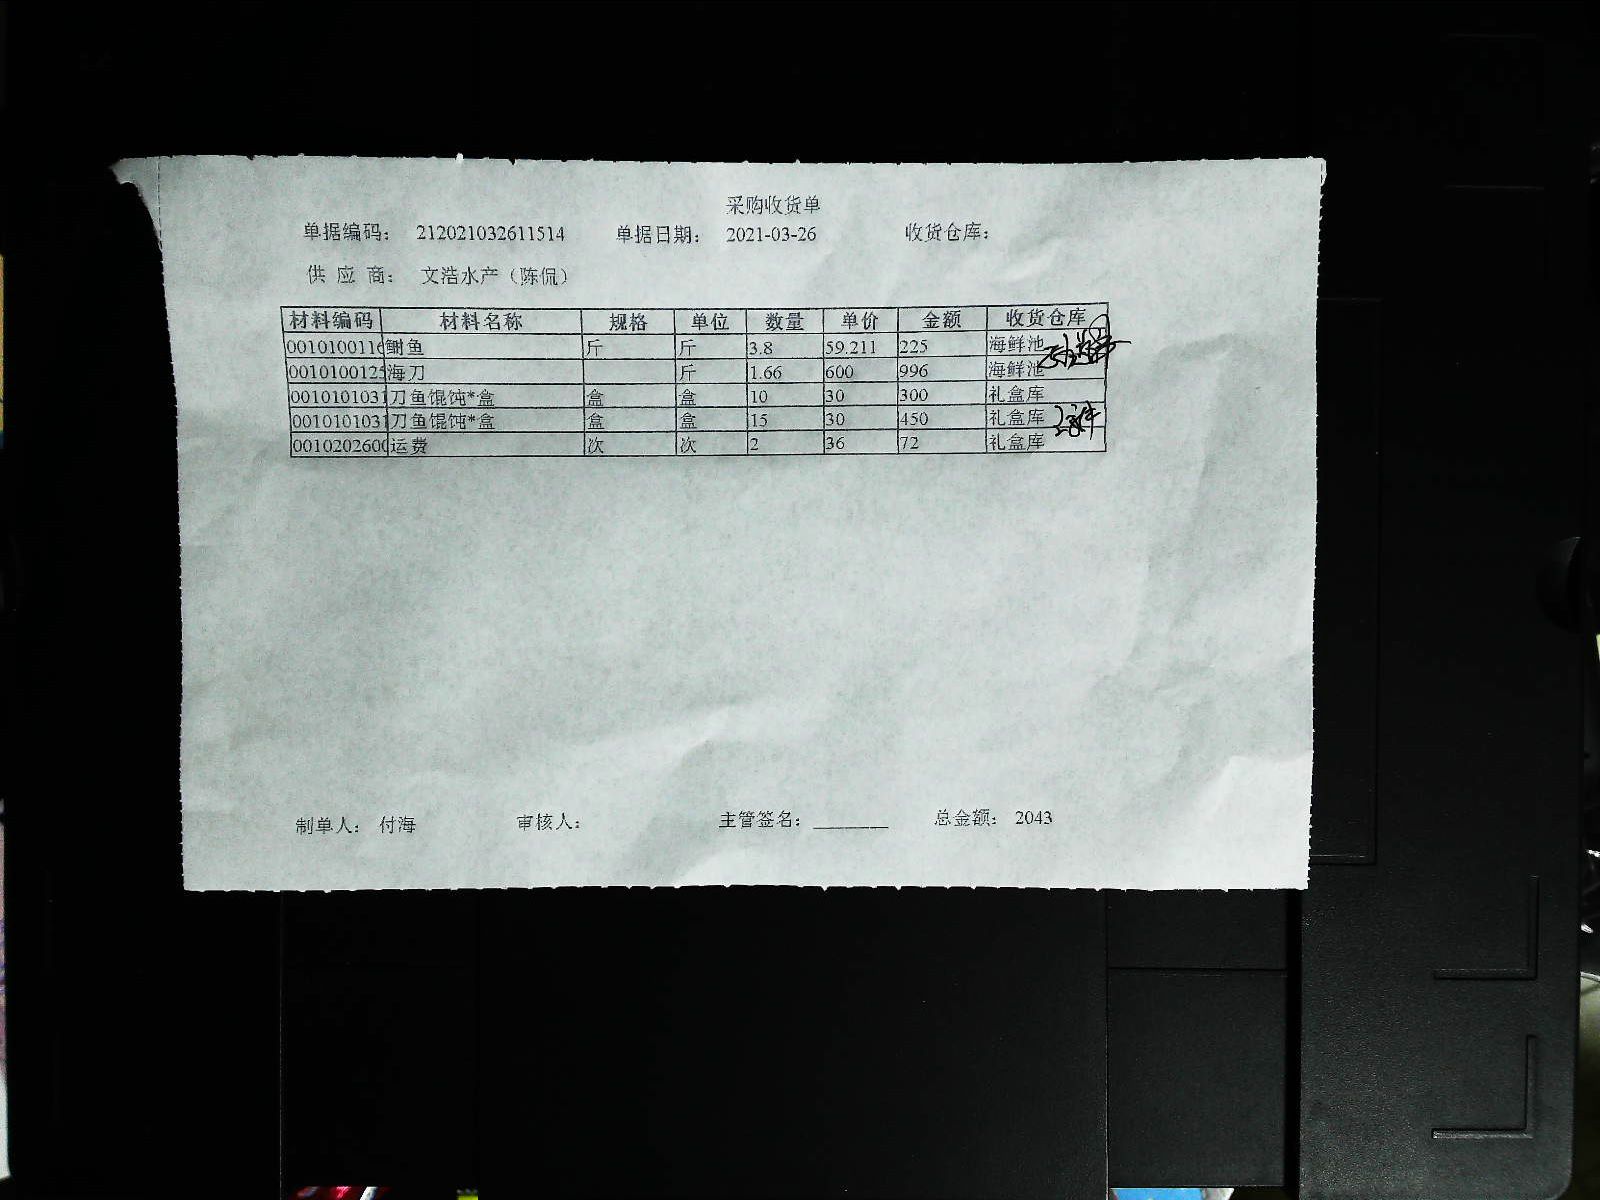 采购收货单
单据编码： 212021032611514 单据日期： 2021-03-26 收货仓库：
供 应 商： 文浩水产（陈侃）
材料编码 材料名称 规格 单位 数量 单价 金额 收货仓库
0010100116 鲥鱼 斤 斤 3.8 59.211 225 海鲜池
0010100125 海刀 斤 1.66 600 996 海鲜池
0010101031 刀鱼馄饨*盒 盒 盒 10 30 300 礼盒库
0010101031 刀鱼馄饨*盒 盒 盒 15 30 450 礼盒库
0010202600 运费 次 次 2 36 72 礼盒库
制单人： 付海 审核人： 主管签名： 总金额： 2043